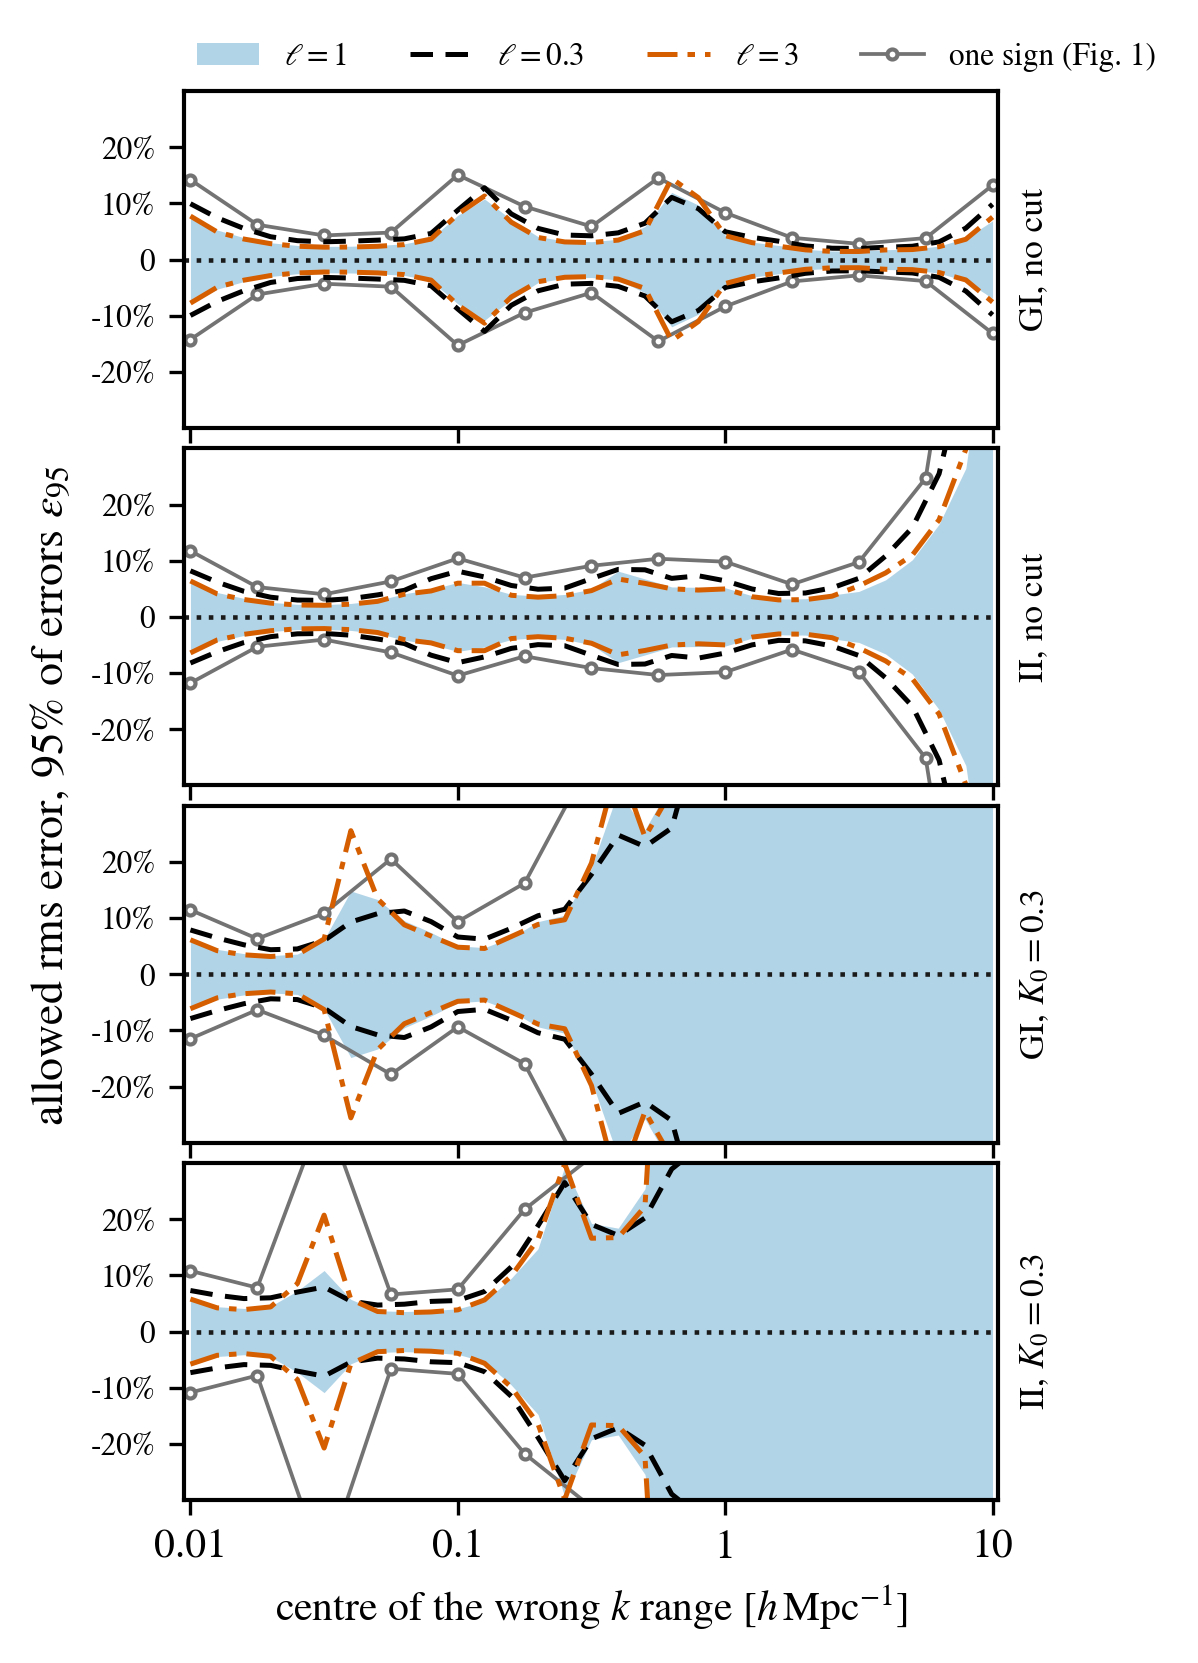 ℓ = 1
ℓ = 0.3
ℓ = 3
one sign (Fig. 1)
20%
10%
0
-10%
-20%
GI, no cut
20%
10%
0
-10%
-20%
II, no cut
allowed rms error, 95% of errors ε₉₅
20%
10%
0
-10%
-20%
GI, K₀ = 0.3
20%
10%
0
-10%
-20%
II, K₀ = 0.3
0.01
0.1
1
10
centre of the wrong k range [h Mpc⁻¹]